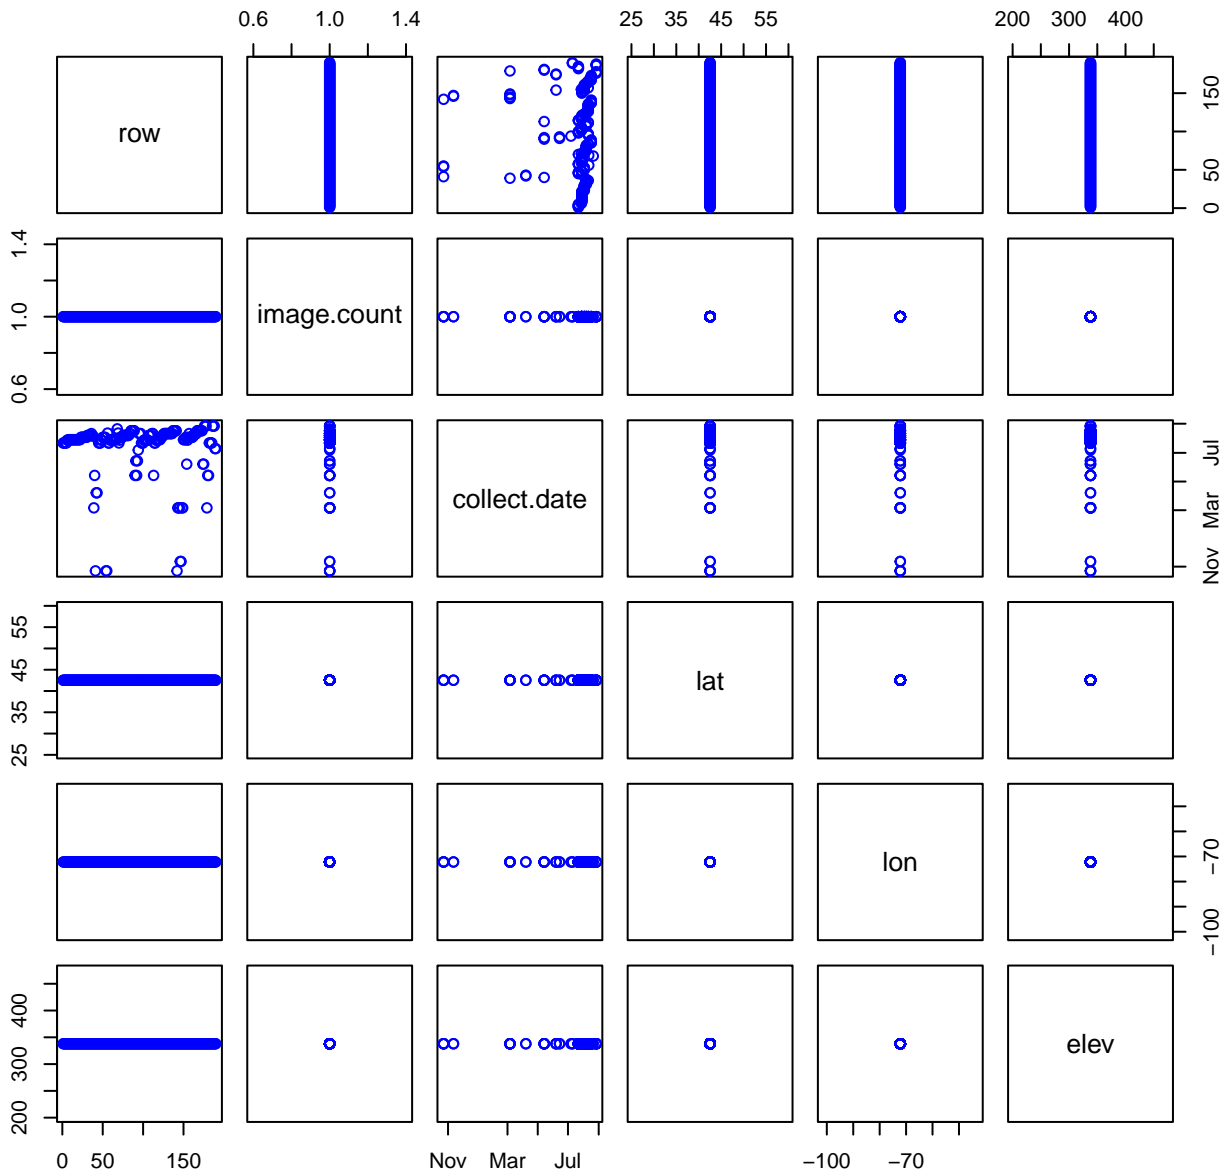 0.6 1.0 1.4 25 35 45 55 200 300 400
row
0 50 150
0.6 1.0 1.4
image.count
collect.date
Nov Mar Jul
25 35 45 55
lat
lon
−100 −70
200 300 400
elev
0 50 150 Nov Mar Jul −100 −70